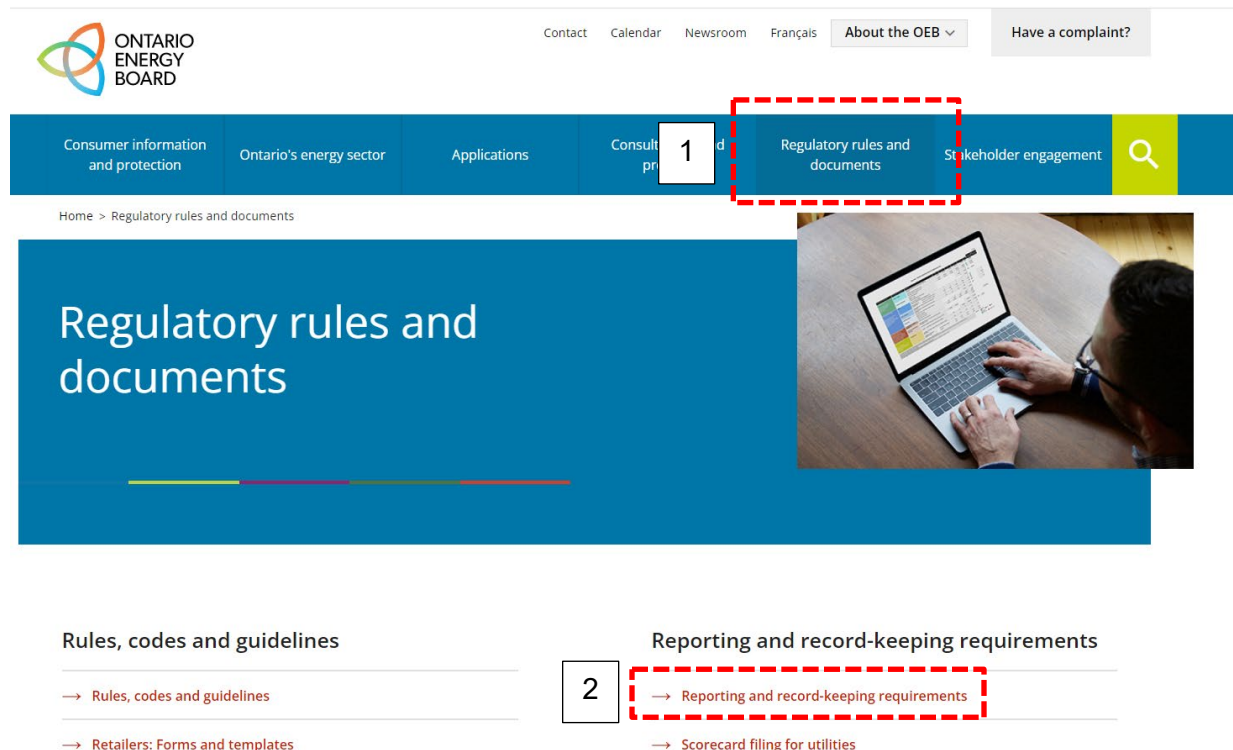 ONTARIO
ENERGY
BOARD
Contact Calendar Newsroom Français About the OEB Have a complaint?
Consumer information
and protection
Ontario's energy sector
Applications
1
Regulatory rules and
documents
Stakeholder engagement
Home > Regulatory rules and documents
Regulatory rules and
documents
Rules, codes and guidelines
→ Rules, codes and guidelines
→ Retailers: Forms and templates
Reporting and record-keeping requirements
2
→ Reporting and record-keeping requirements
→ Scorecard filing for utilities